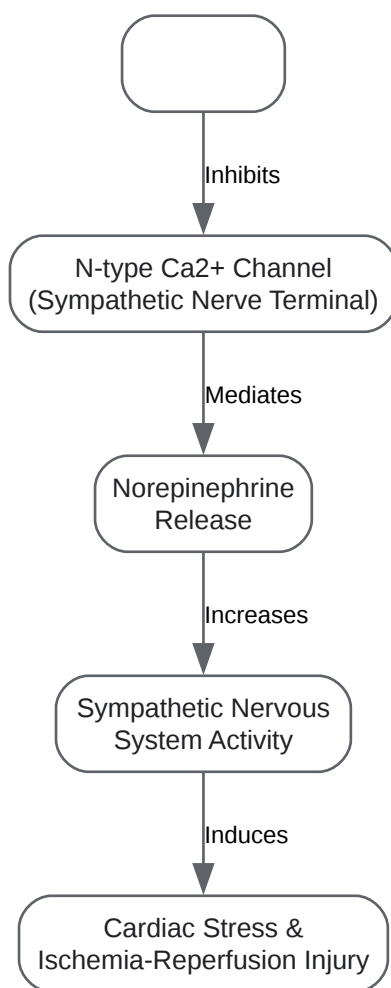 Inhibits
N-type Ca2+ Channel
(Sympathetic Nerve Terminal)
Mediates
Norepinephrine
Release
Increases
Sympathetic Nervous
System Activity
Induces
Cardiac Stress &
Ischemia-Reperfusion Injury